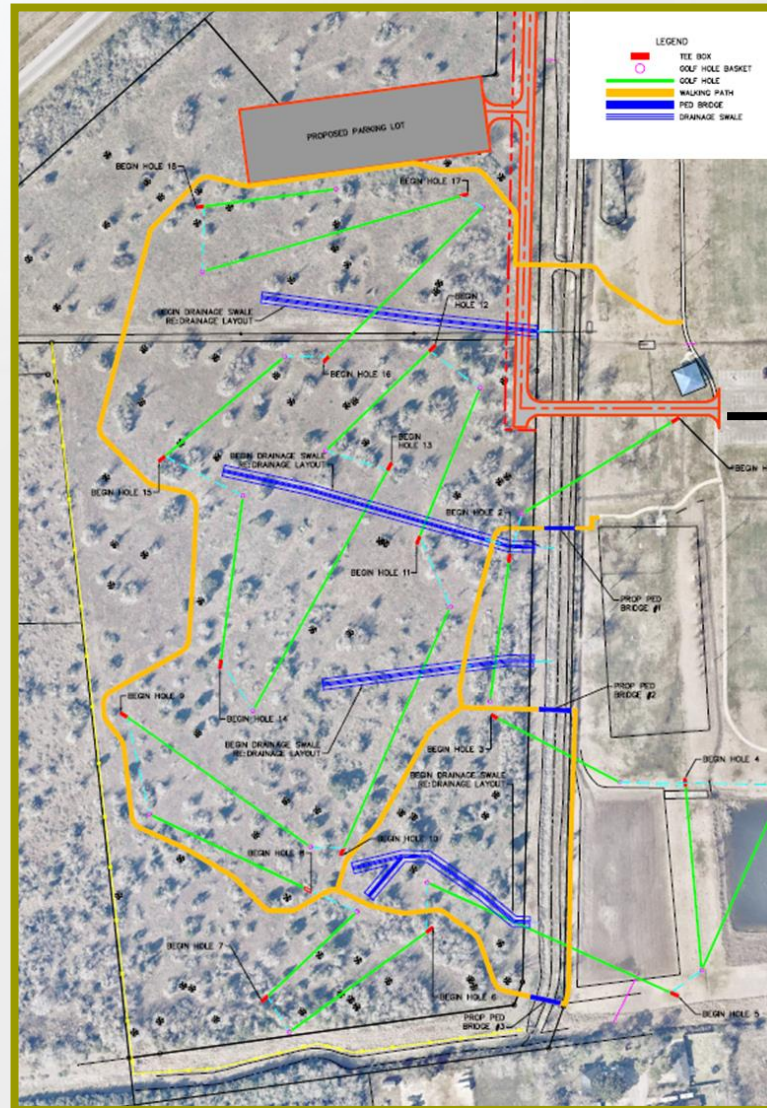 LEGEND
TEE BOX
GOLF HOLE BASKET
GOLF HOLE
WALKING PATH
PED BRIDGE
DRAINAGE SWALE
PROPOSED PARKING LOT
BEGIN HOLE 17
BEGIN DRAINAGE SWALE
RE: DRAINAGE LAYOUT
BEGIN
HOLE 12
BEGIN HOLE 16
BEGIN
HOLE 13
BEGIN DRAINAGE SWALE
RE: DRAINAGE LAYOUT
BEGIN H
BEGIN HOLE 15
BEGIN HOLE 2
BEGIN HOLE 11
PROP PED
BRIDGE #1
PROP PED
BRIDGE #2
BEGIN HOLE 9
BEGIN HOLE 14
BEGIN HOLE 3
BEGIN DRAINAGE SWALE
RE: DRAINAGE LAYOUT
BEGIN HOLE 4
BEGIN DRAINAGE SWALE
RE: DRAINAGE LAYOUT
BEGIN HOLE 10
BEGIN HOLE 8
BEGIN HOLE 7
BEGIN HOLE 6
BEGIN HOLE 5
PROP PED
BRIDGE #3